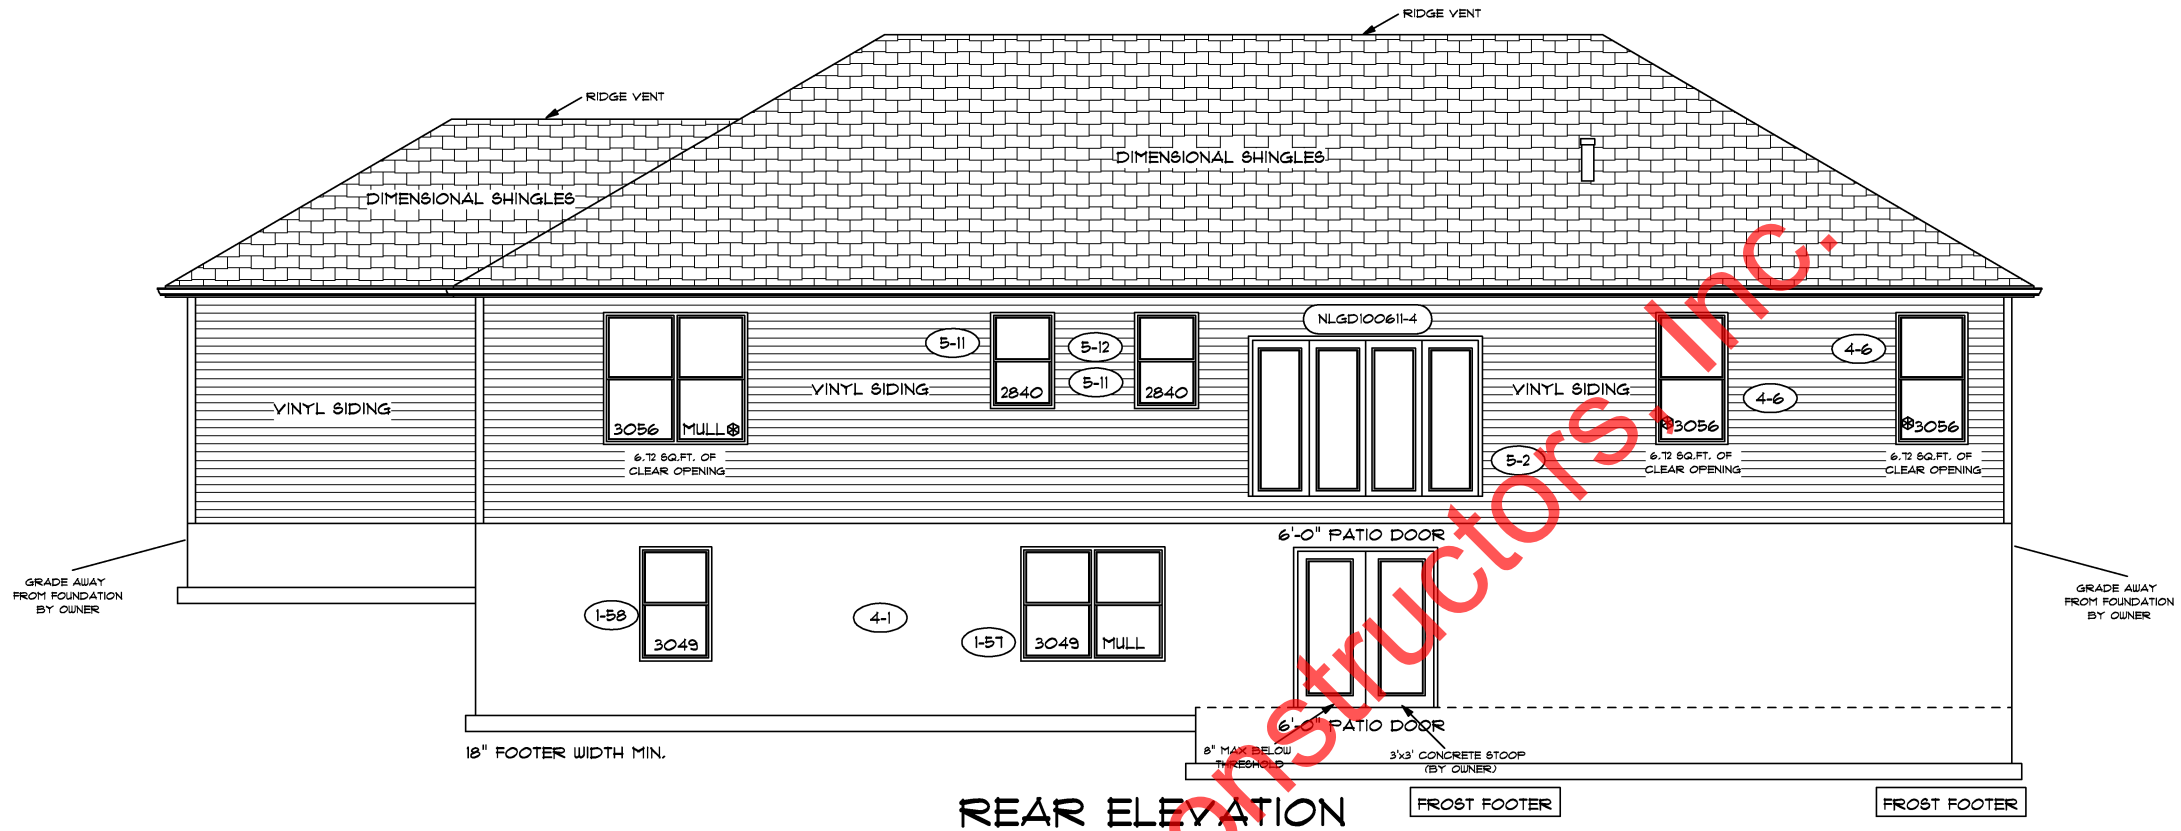 RIDGE VENT
RIDGE VENT
DIMENSIONAL SHINGLES
DIMENSIONAL SHINGLES
NLGD100611-4
5-11
5-12
5-11
4-6
4-6
2840
2840
VINYL SIDING
VINYL SIDING
VINYL SIDING
3056
MULL
3056
3056
6.72 SQ.FT. OF
CLEAR OPENING
5-2
6.72 SQ.FT. OF
CLEAR OPENING
6.72 SQ.FT. OF
CLEAR OPENING
6'-0" PATIO DOOR
GRADE AWAY
FROM FOUNDATION
BY OWNER
GRADE AWAY
FROM FOUNDATION
BY OWNER
1-58
3049
4-1
1-57
3049
MULL
6'-0" PATIO DOOR
18" FOOTER WIDTH MIN.
8" MAX BELOW
THRESHOLD
3'x3' CONCRETE STOOP
(BY OWNER)
REAR ELEVATION
FROST FOOTER
FROST FOOTER
onstructors, Inc.